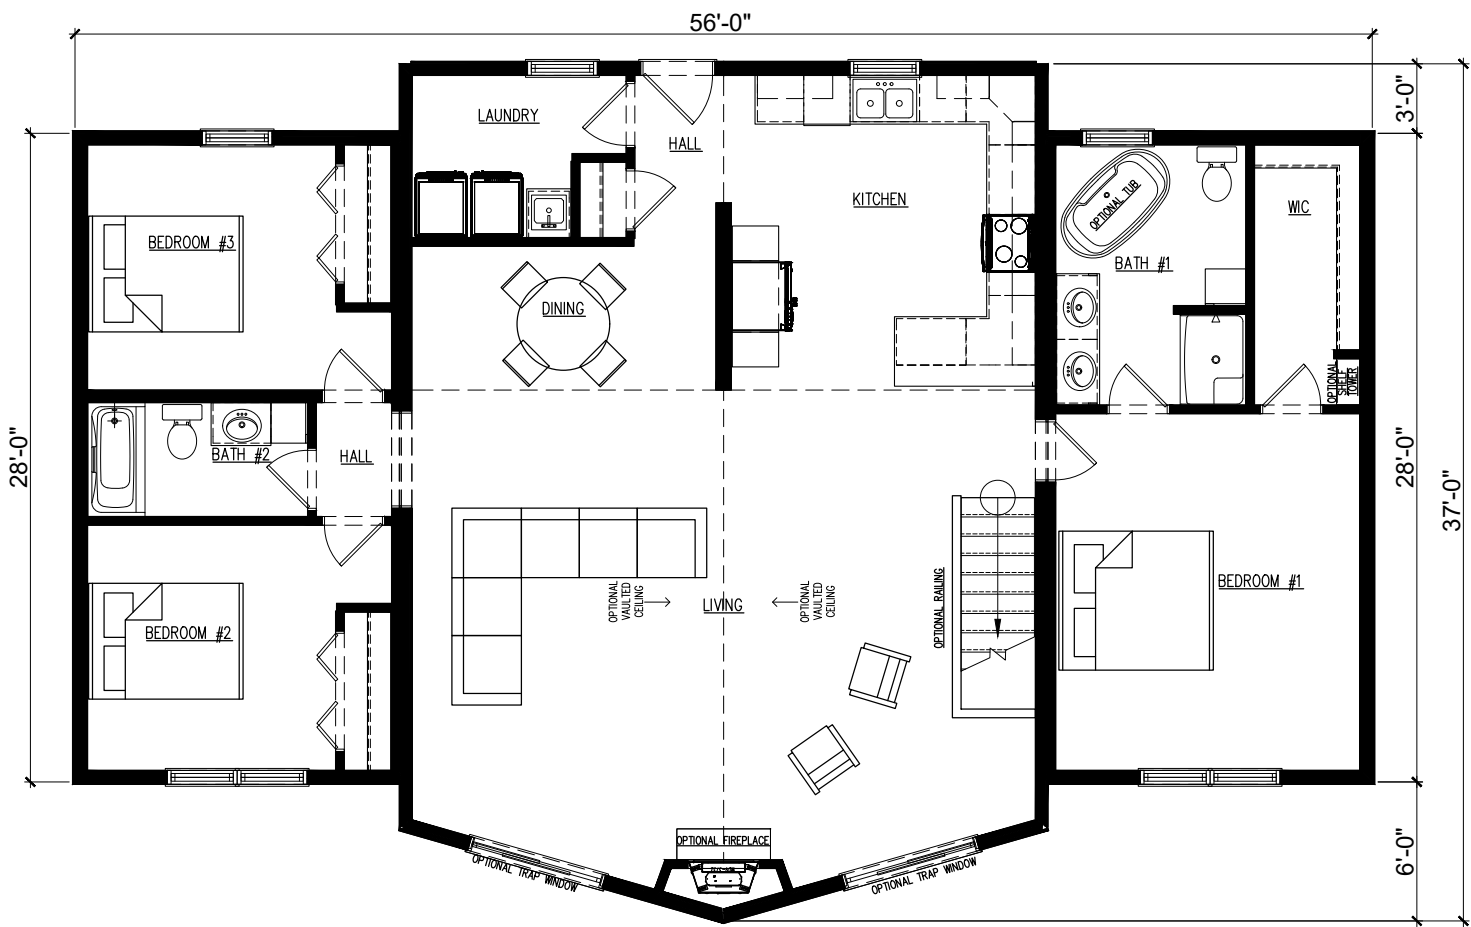 56'-0"
3'-0"
LAUNDRY
HALL
KITCHEN
WIC
OPTIONAL TUB
BEDROOM #3
BATH #1
DINING
OPTIONAL
SHELF
TOWER
28'-0"
BATH #2
HALL
28'-0"
37'-0"
OPTIONAL
VAULTED
CEILING
LIVING
OPTIONAL
VAULTED
CEILING
OPTIONAL RAILING
BEDROOM #1
BEDROOM #2
OPTIONAL FIREPLACE
OPTIONAL TRAP WINDOW
OPTIONAL TRAP WINDOW
6'-0"